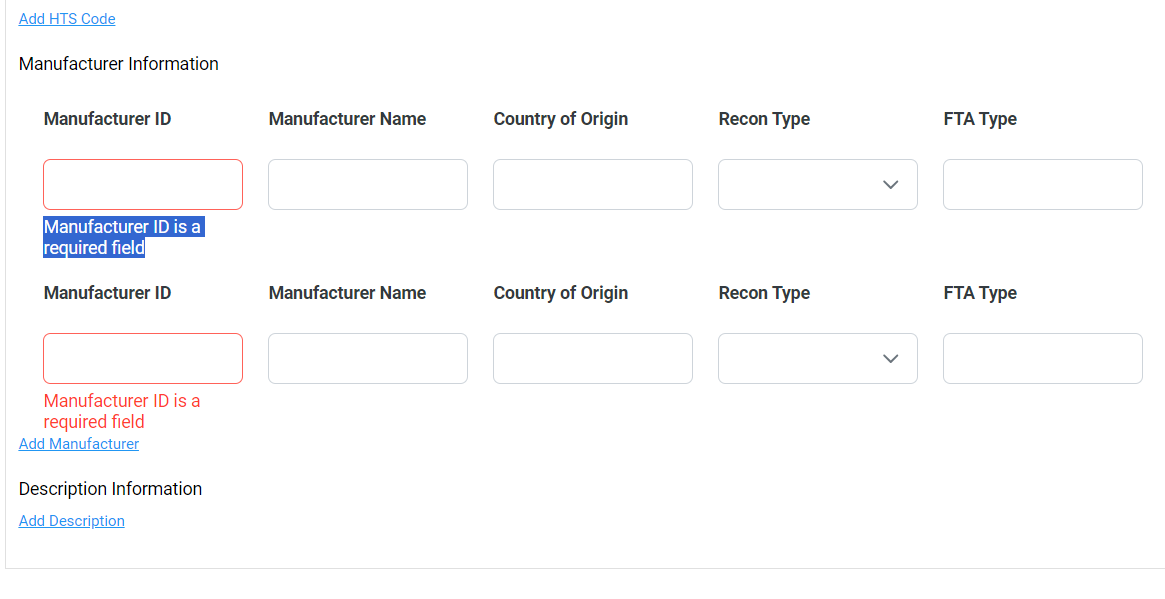 Add HTS Code
Manufacturer Information
Manufacturer ID Manufacturer Name Country of Origin Recon Type FTA Type
Manufacturer ID is a
required field
Manufacturer ID Manufacturer Name Country of Origin Recon Type FTA Type
Manufacturer ID is a
required field
Add Manufacturer
Description Information
Add Description